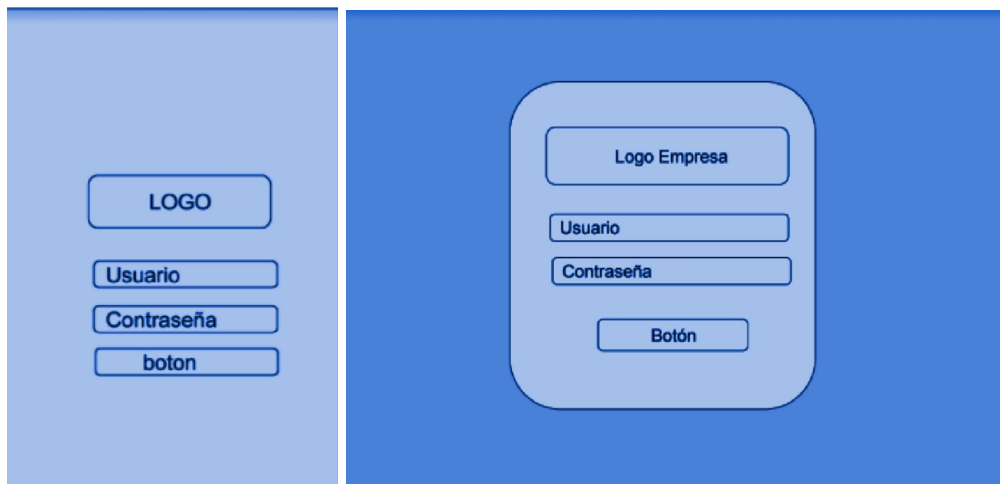 LOGO
Usuario
Contraseña
boton
Logo Empresa
Usuario
Contraseña
Botón